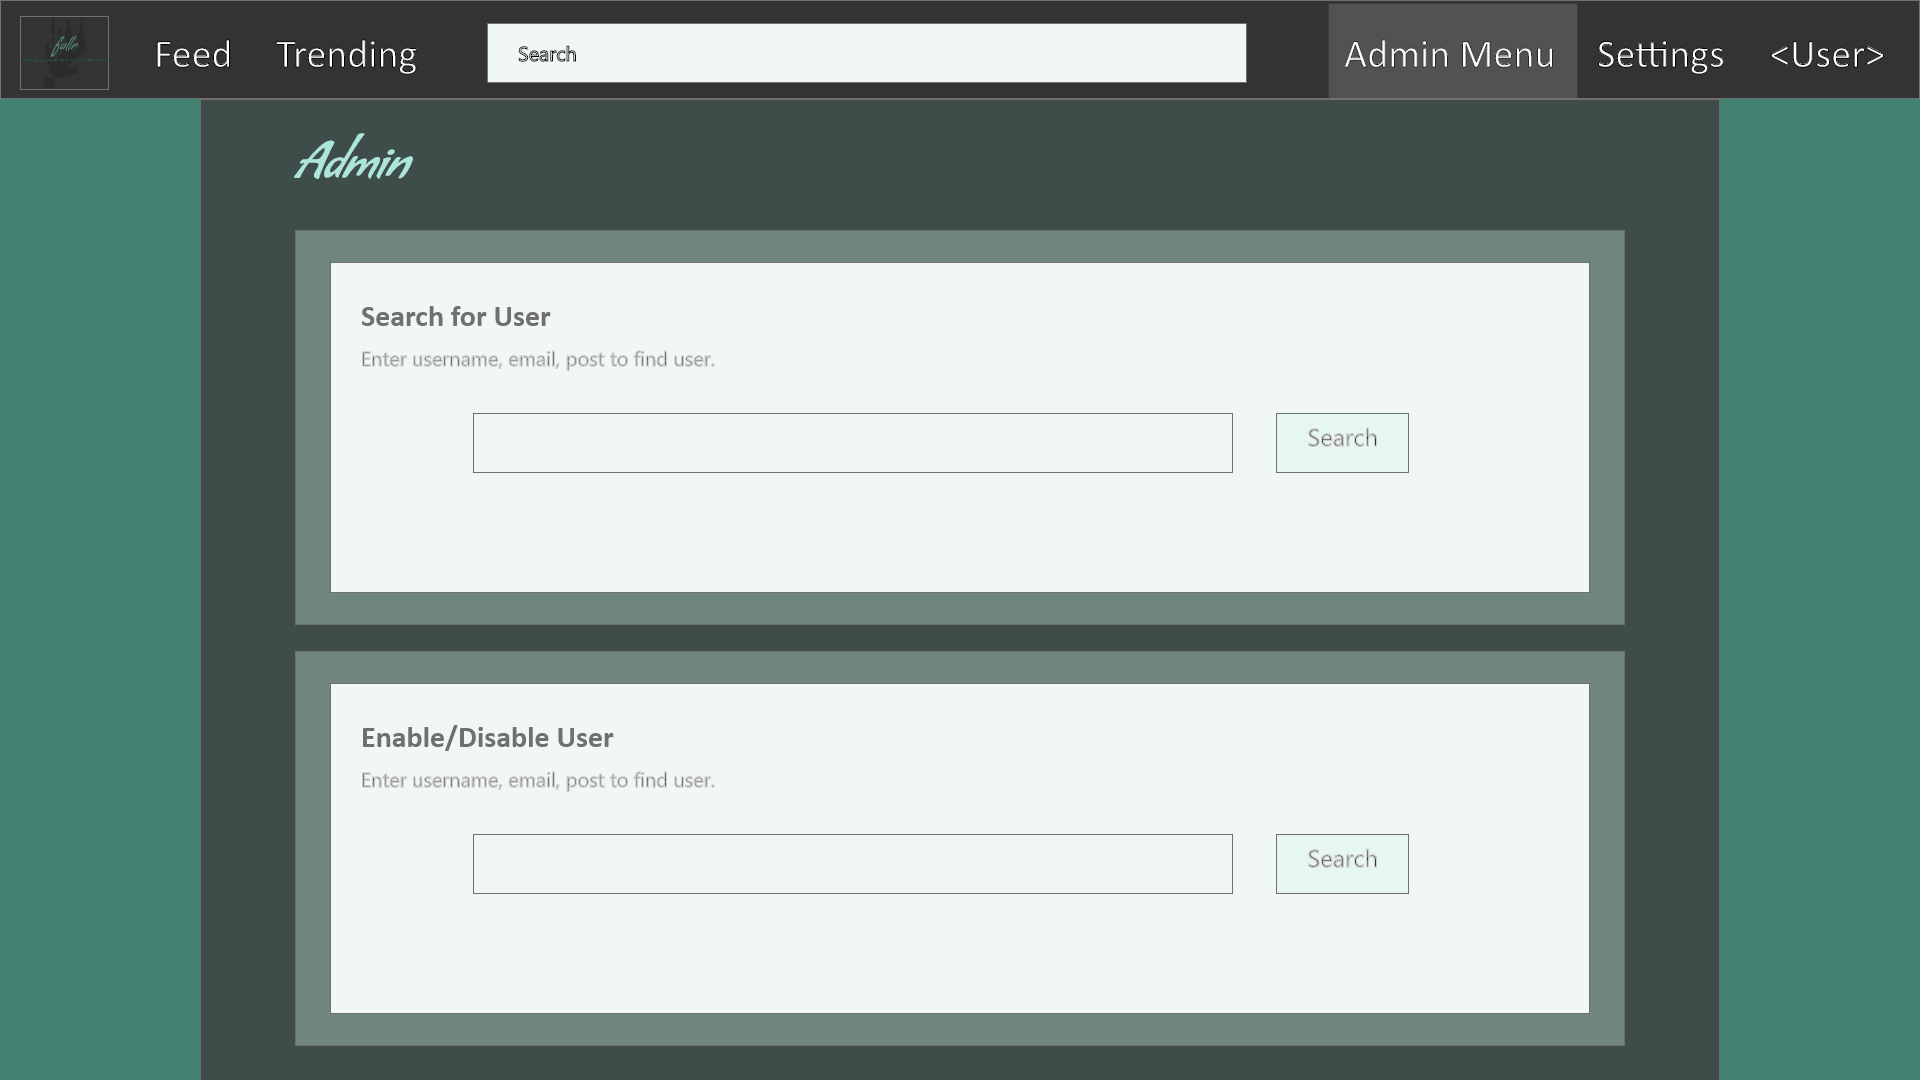 fallr
Feed
Trending
Search
Admin Menu
Settings
<User>
Admin
Search for User
Enter username, email, post to find user.
Search
Enable/Disable User
Enter username, email, post to find user.
Search